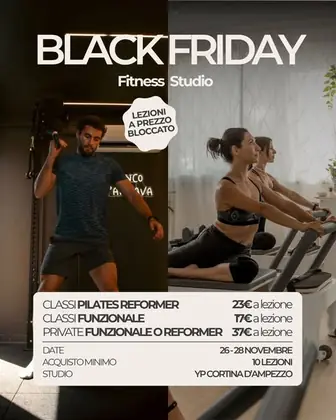 BLACK FRIDAY
Fitness Studio
LEZIONI
A PREZZO
BLOCCATO
CLASSI PILATES REFORMER 23€ a lezione
CLASSI FUNZIONALE 17€ a lezione
PRIVATE FUNZIONALE O REFORMER 37€ a lezione
DATE 26 - 28 NOVEMBRE
ACQUISTO MINIMO 10 LEZIONI
STUDIO YP CORTINA D'AMPEZZO